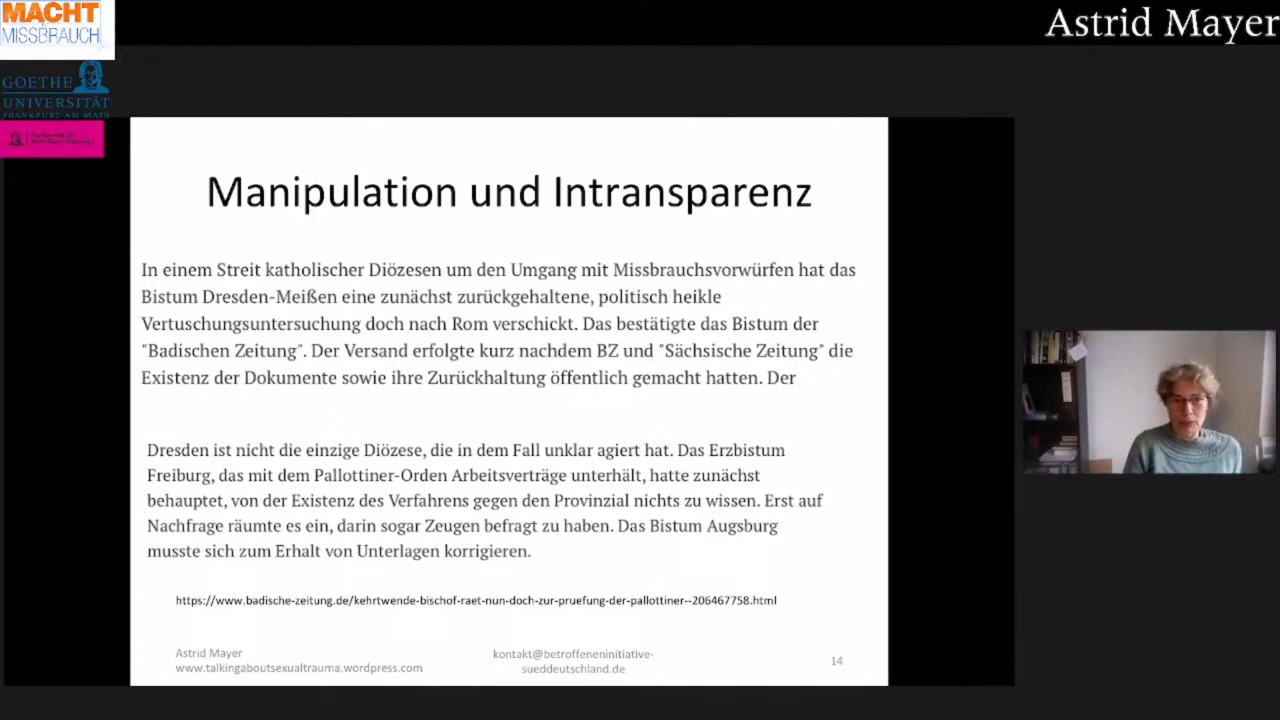 MACHT
MISSBRAUCH
Astrid Mayer
GOETHE
UNIVERSITÄT
FRANKFURT AM MAIN
Manipulation und Intransparenz
In einem Streit katholischer Diözesen um den Umgang mit Missbrauchsvorwürfen hat das
Bistum Dresden-Meißen eine zunächst zurückgehaltene, politisch heikle
Vertuschungsuntersuchung doch nach Rom verschickt. Das bestätigte das Bistum der
"Badischen Zeitung". Der Versand erfolgte kurz nachdem BZ und "Sächsische Zeitung" die
Existenz der Dokumente sowie ihre Zurückhaltung öffentlich gemacht hatten. Der
Dresden ist nicht die einzige Diözese, die in dem Fall unklar agiert hat. Das Erzbistum
Freiburg, das mit dem Pallottiner-Orden Arbeitsverträge unterhält, hatte zunächst
behauptet, von der Existenz des Verfahrens gegen den Provinzial nichts zu wissen. Erst auf
Nachfrage räumte es ein, darin sogar Zeugen befragt zu haben. Das Bistum Augsburg
musste sich zum Erhalt von Unterlagen korrigieren.
https://www.badische-zeitung.de/kehrtwende-bischof-raet-nun-doch-zur-pruefung-der-pallottiner--206467758.html
Astrid Mayer
www.talkingaboutsexualtrauma.wordpress.com
kontakt@betroffeneninitiative-
sueddeutschland.de
14